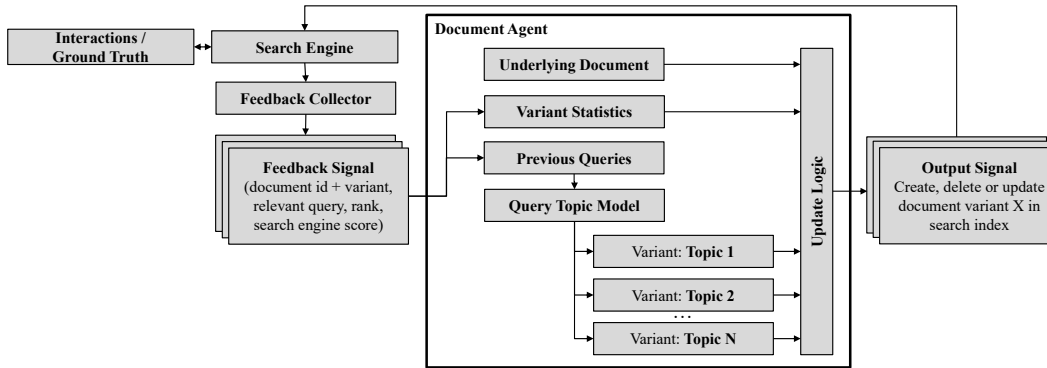 Interactions /
Ground Truth
Search Engine
Feedback Collector
Feedback Signal
(document id + variant,
relevant query, rank,
search engine score)
Document Agent
Underlying Document
Variant Statistics
Previous Queries
Query Topic Model
Variant: Topic 1
Variant: Topic 2
...
Variant: Topic N
Update Logic
Output Signal
Create, delete or update
document variant X in
search index